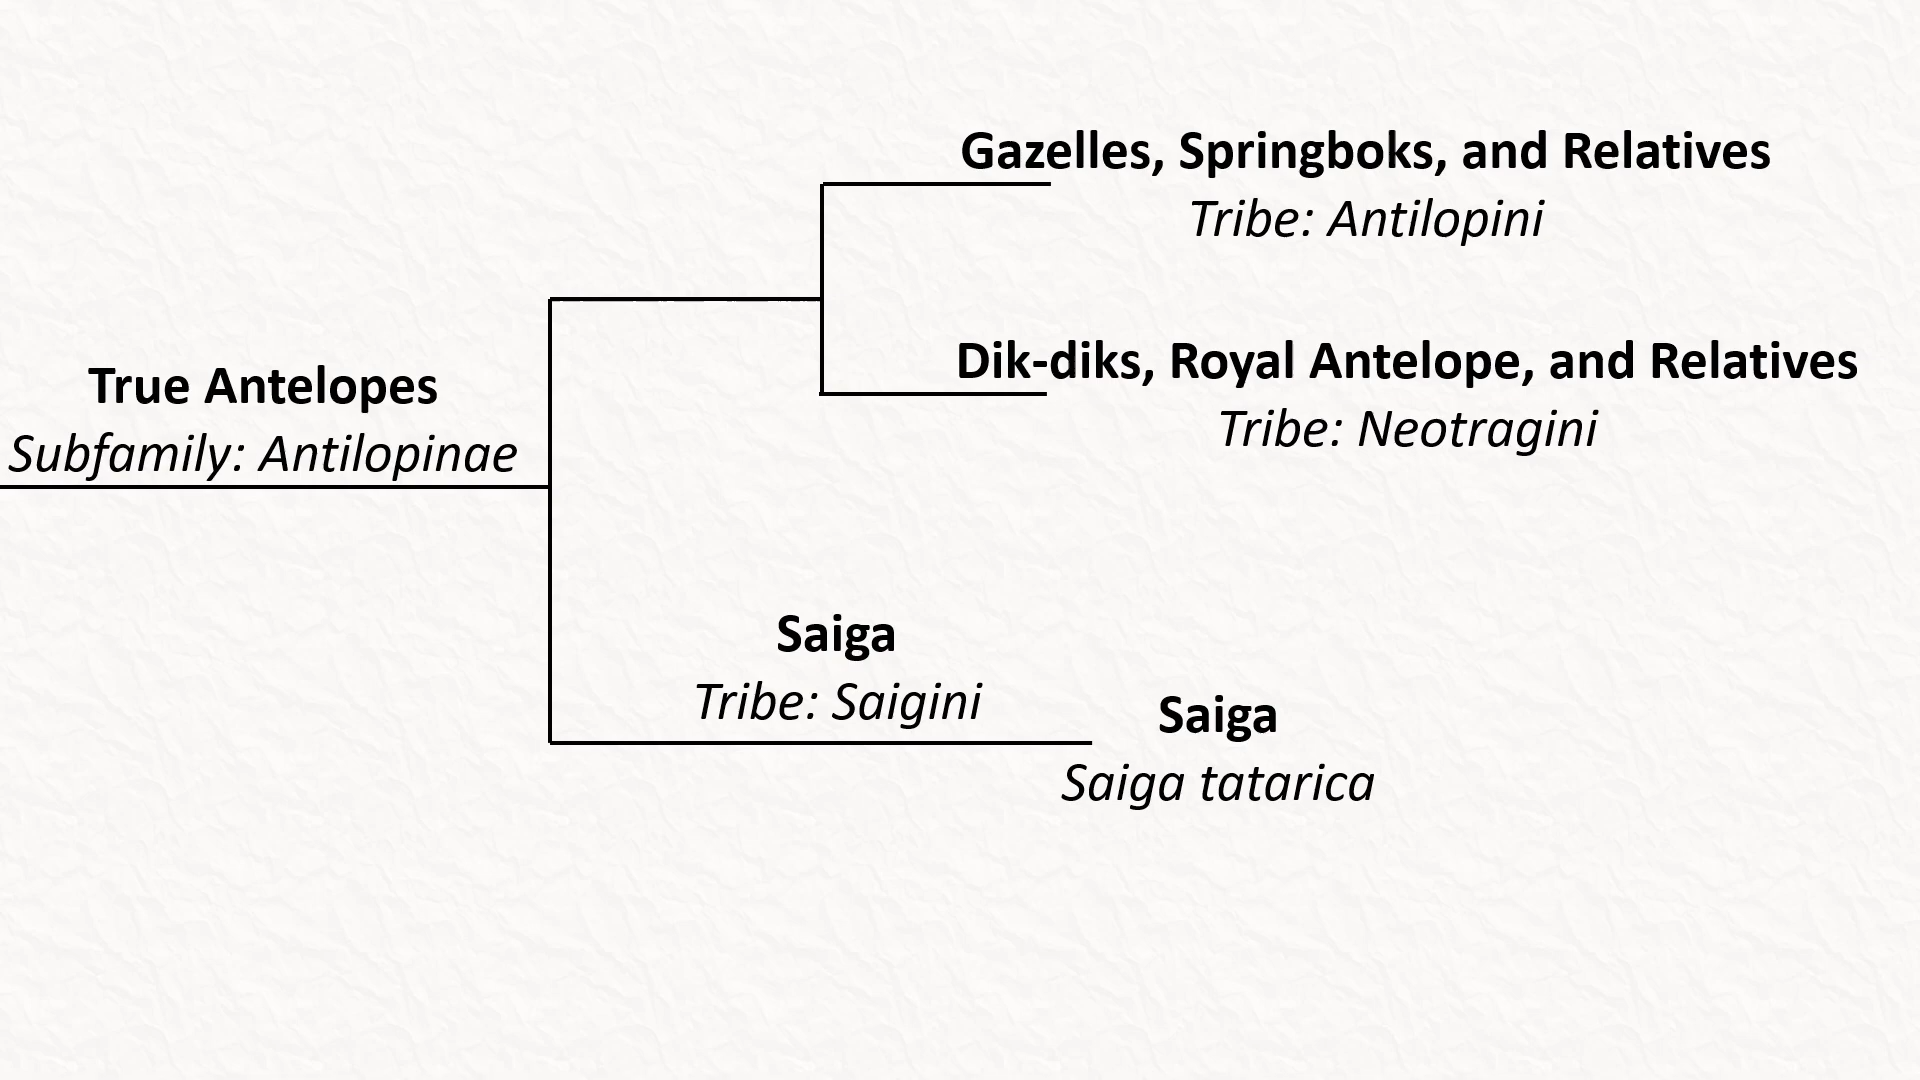 Gazelles, Springboks, and Relatives
Tribe: Antilopini
Dik-diks, Royal Antelope, and Relatives
Tribe: Neotragini
True Antelopes
Subfamily: Antilopinae
Saiga
Tribe: Saigini
Saiga
Saiga tatarica